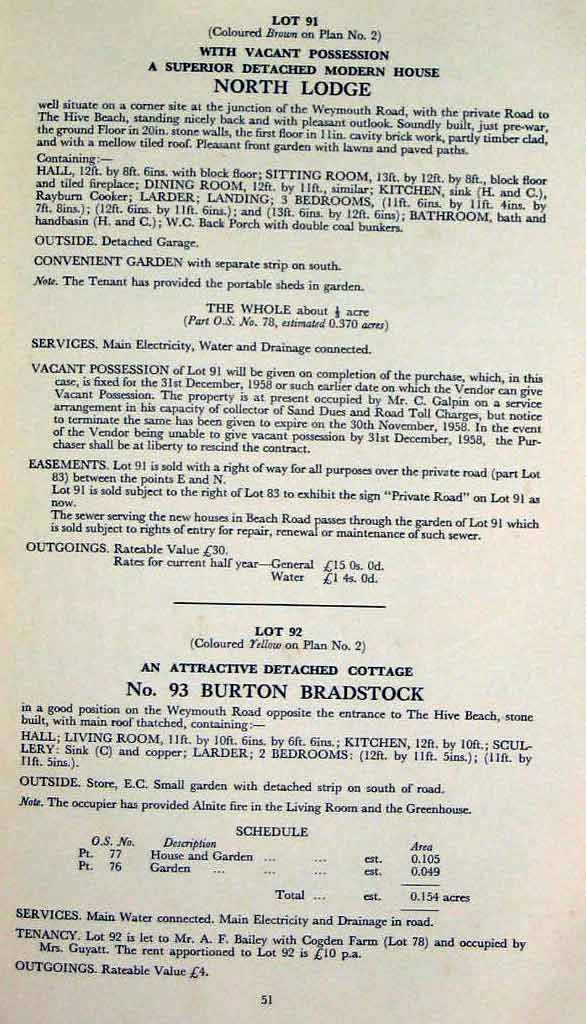 LOT 91
(Coloured Brown on Plan No. 2)
WITH VACANT POSSESSION
A SUPERIOR DETACHED MODERN HOUSE
NORTH LODGE
well situate on a corner site at the junction of the Weymouth Road, with the private Road to
The Hive Beach, standing nicely back and with pleasant outlook. Soundly built, just pre-war,
the ground Floor in 20in. stone walls, the first floor in 11in. cavity brick work, partly timber clad,
and with a mellow tiled roof. Pleasant front garden with lawns and paved paths.
Containing:—
HALL, 12ft. by 8ft. 6ins. with block floor; SITTING ROOM, 13ft. by 12ft. by 8ft., block floor
and tiled fireplace; DINING ROOM, 12ft. by 11ft., similar; KITCHEN, sink (H. and C.),
Rayburn Cooker; LARDER; LANDING; 3 BEDROOMS, (11ft. 6ins. by 11ft. 4ins. by
7ft. 8ins.); (12ft. 6ins. by 11ft. 6ins.); and (13ft. 6ins. by 12ft. 6ins); BATHROOM, bath and
handbasin (H. and C.); W.C. Back Porch with double coal bunkers.
OUTSIDE. Detached Garage.
CONVENIENT GARDEN with separate strip on south.
Note. The Tenant has provided the portable sheds in garden.
THE WHOLE about acre
(Part O.S. No. 78, estimated 0.370 acres)
SERVICES. Main Electricity, Water and Drainage connected.
VACANT POSSESSION of Lot 91 will be given on completion of the purchase, which, in this
case, is fixed for the 31st December, 1958 or such earlier date on which the Vendor can give
Vacant Possession. The property is at present occupied by Mr. C. Galpin on a service
arrangement in his capacity of collector of Sand Dues and Road Toll Charges, but notice
to terminate the same has been given to expire on the 30th November, 1958. In the event
of the Vendor being unable to give vacant possession by 31st December, 1958, the Pur-
chaser shall be at liberty to rescind the contract.
EASEMENTS. Lot 91 is sold with a right of way for all purposes over the private road (part Lot
83) between the points E and N.
Lot 91 is sold subject to the right of Lot 83 to exhibit the sign "Private Road" on Lot 91 as
now.
The sewer serving the new houses in Beach Road passes through the garden of Lot 91 which
is sold subject to rights of entry for repair, renewal or maintenance of such sewer.
OUTGOINGS. Rateable Value £30.
Rates for current half year—General £15 0s. 0d.
Water £1 4s. 0d.
LOT 92
(Coloured Yellow on Plan No. 2)
AN ATTRACTIVE DETACHED COTTAGE
No. 93 BURTON BRADSTOCK
in a good position on the Weymouth Road opposite the entrance to The Hive Beach, stone
built, with main roof thatched, containing:—
HALL; LIVING ROOM, 11ft. by 10ft. 6ins. by 6ft. 6ins.; KITCHEN, 12ft. by 10ft.; SCUL-
LERY: Sink (C) and copper; LARDER; 2 BEDROOMS: (12ft. by 11ft. 5ins.); (11ft. by
11ft. 5ins.).
OUTSIDE. Store, E.C. Small garden with detached strip on south of road.
Note. The occupier has provided Alnite fire in the Living Room and the Greenhouse.
SCHEDULE
O.S. No. Description Area
Pt. 77 House and Garden ... ... est. 0.105
Pt. 76 Garden ... ... ... est. 0.049
Total ... est. 0.154 acres
SERVICES. Main Water connected. Main Electricity and Drainage in road.
TENANCY. Lot 92 is let to Mr. A. F. Bailey with Cogden Farm (Lot 78) and occupied by
Mrs. Guyatt. The rent apportioned to Lot 92 is £10 p.a.
OUTGOINGS. Rateable Value £4.
51